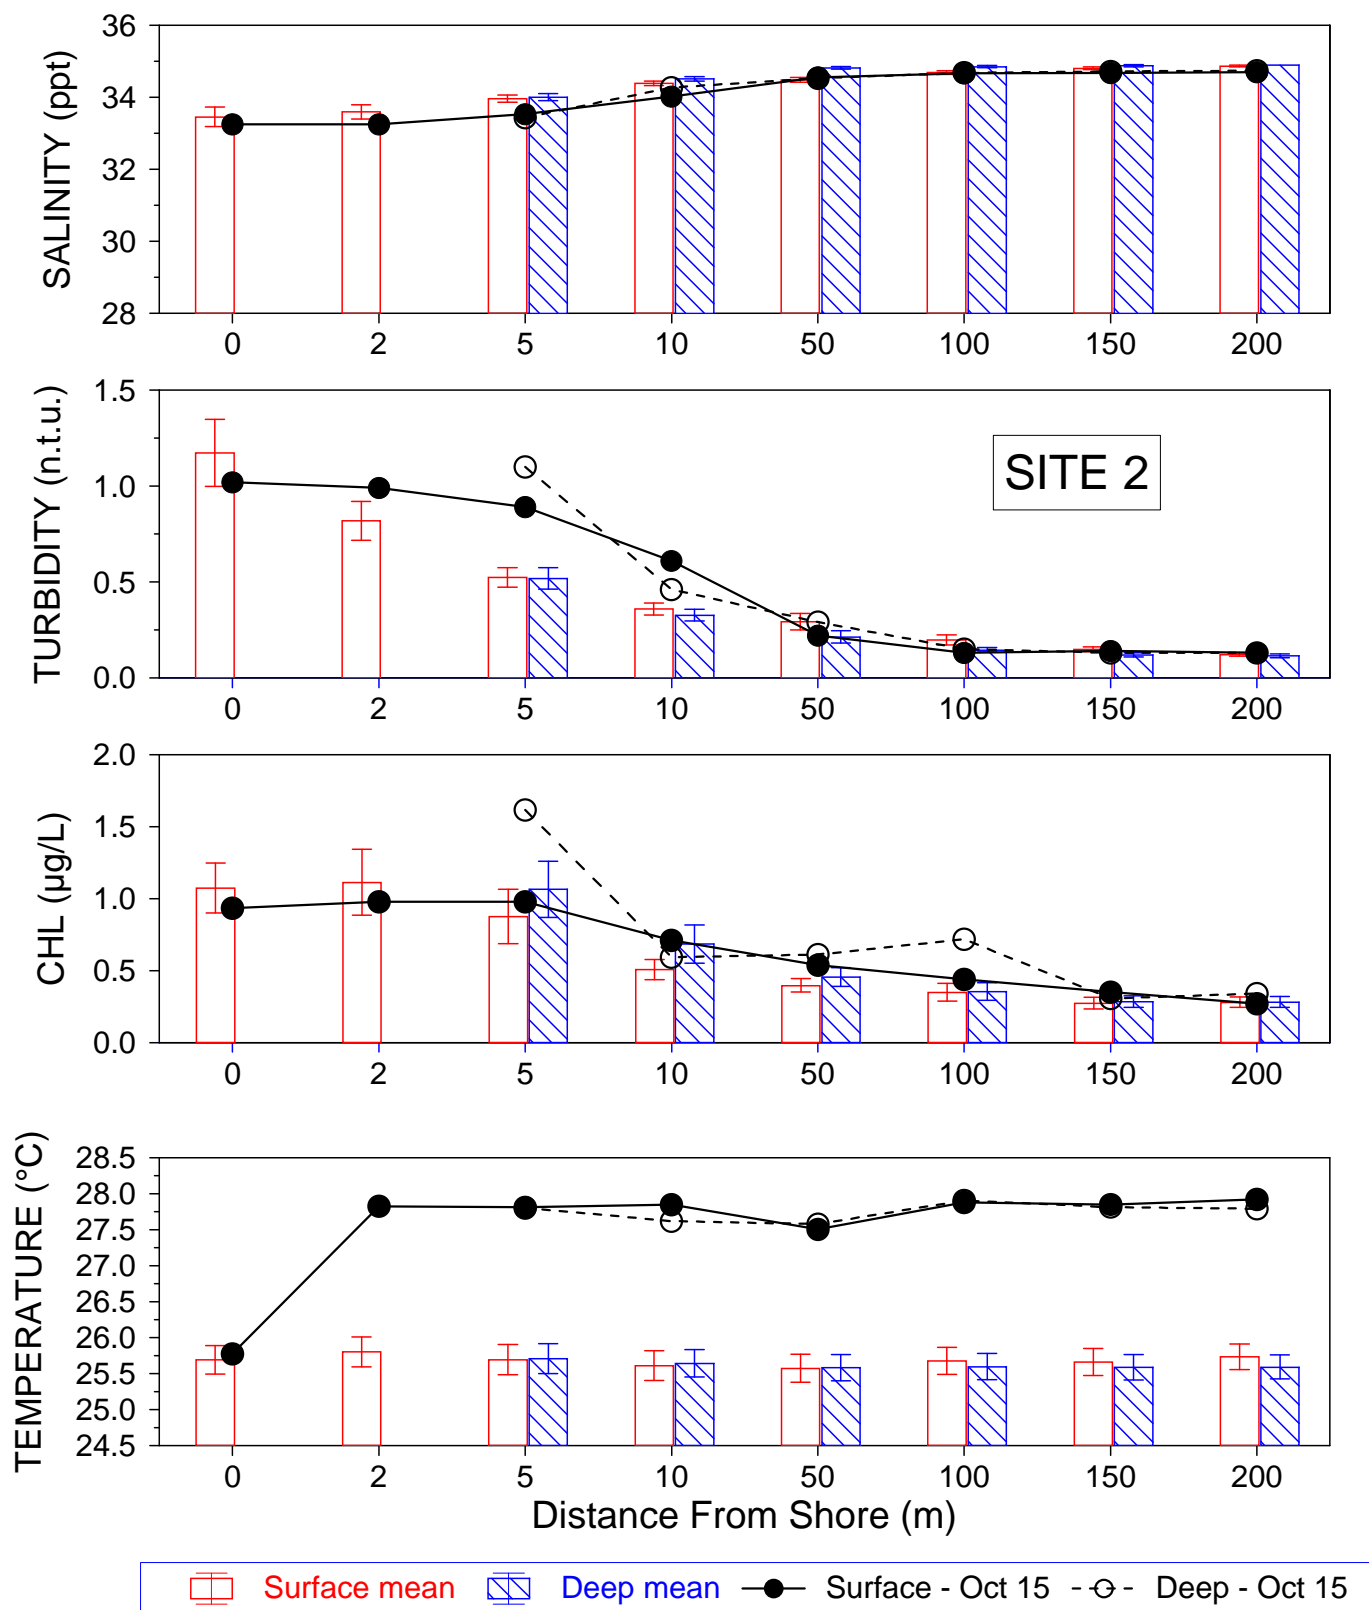 SALINITY (ppt)
36
34
32
30
28
0 2 5 10 50 100 150 200
TURBIDITY (n.t.u.)
1.5
1.0
0.5
0.0
SITE 2
0 2 5 10 50 100 150 200
CHL (µg/L)
2.0
1.5
1.0
0.5
0.0
0 2 5 10 50 100 150 200
TEMPERATURE (°C)
28.5
28.0
27.5
27.0
26.5
26.0
25.5
25.0
24.5
0 2 5 10 50 100 150 200
Distance From Shore (m)
Surface mean Deep mean Surface - Oct 15 Deep - Oct 15